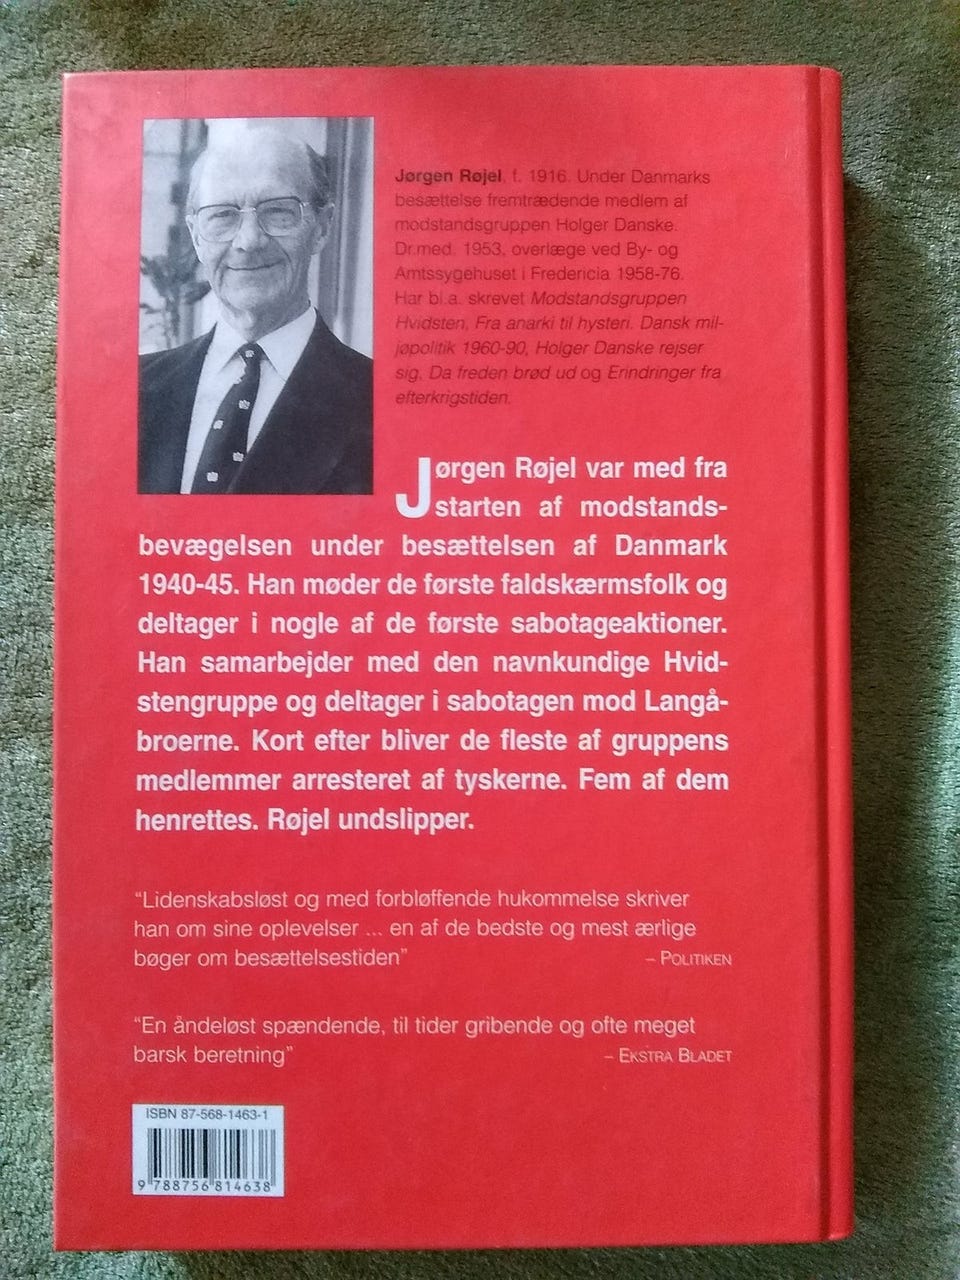 Jørgen Røjel, f. 1916. Under Danmarks
besættelse fremtrædende medlem af
modstandsgruppen Holger Danske.
Dr.med. 1953, overlæge ved By- og
Amtssygehuset i Fredericia 1958-76.
Har bl.a. skrevet Modstandsgruppen
Hvidsten, Fra anarki til hysteri. Dansk mil-
jøpolitik 1960-90, Holger Danske rejser
sig, Da freden brød ud og Erindringer fra
efterkrigstiden.
Jørgen Røjel var med fra
starten af modstands-
bevægelsen under besættelsen af Danmark
1940-45. Han møder de første faldskærmsfolk og
deltager i nogle af de første sabotageaktioner.
Han samarbejder med den navnkundige Hvid-
stengruppe og deltager i sabotagen mod Langå-
broerne. Kort efter bliver de fleste af gruppens
medlemmer arresteret af tyskerne. Fem af dem
henrettes. Røjel undslipper.
“Lidenskabsløst og med forbløffende hukommelse skriver
han om sine oplevelser ... en af de bedste og mest ærlige
bøger om besættelsestiden” – POLITIKEN
“En åndeløst spændende, til tider gribende og ofte meget
barsk beretning” – EKSTRA BLADET
ISBN 87-568-1463-1
9 788756 814638